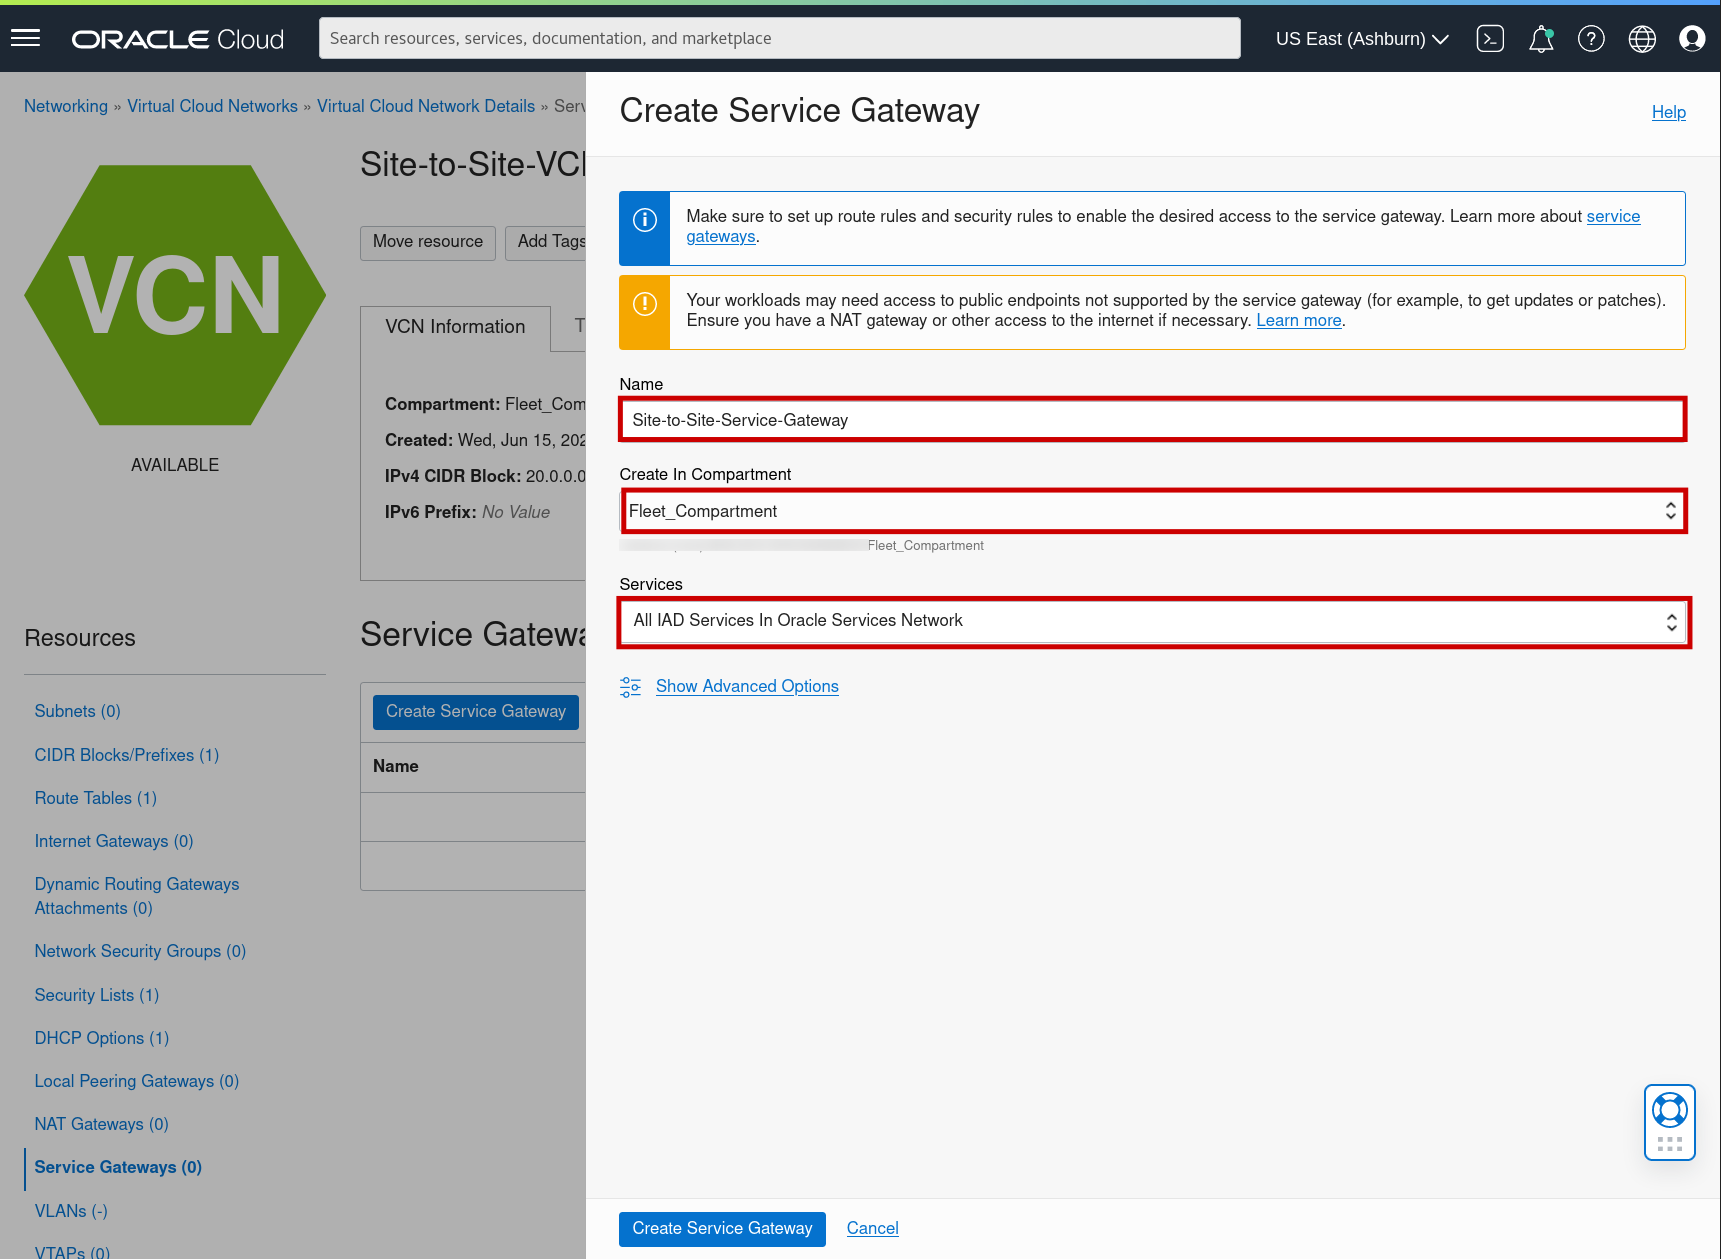 ORACLE Cloud
Search resources, services, documentation, and marketplace
US East (Ashburn)
Networking » Virtual Cloud Networks » Virtual Cloud Network Details » Serv
VCN
AVAILABLE
Site-to-Site-VC
Move resource
Add Tags
VCN Information
T
Compartment: Fleet_Com
Created: Wed, Jun 15, 202
IPv4 CIDR Block: 20.0.0.0
IPv6 Prefix: No Value
Resources
Subnets (0)
CIDR Blocks/Prefixes (1)
Route Tables (1)
Internet Gateways (0)
Dynamic Routing Gateways
Attachments (0)
Network Security Groups (0)
Security Lists (1)
DHCP Options (1)
Local Peering Gateways (0)
NAT Gateways (0)
Service Gateways (0)
VLANs (-)
VTAPs (0)
Service Gatewa
Create Service Gateway
Name
Create Service Gateway
Help
Make sure to set up route rules and security rules to enable the desired access to the service gateway. Learn more about service
gateways.
Your workloads may need access to public endpoints not supported by the service gateway (for example, to get updates or patches).
Ensure you have a NAT gateway or other access to the internet if necessary. Learn more.
Name
Site-to-Site-Service-Gateway
Create In Compartment
Fleet_Compartment
Fleet_Compartment
Services
All IAD Services In Oracle Services Network
Show Advanced Options
Create Service Gateway
Cancel